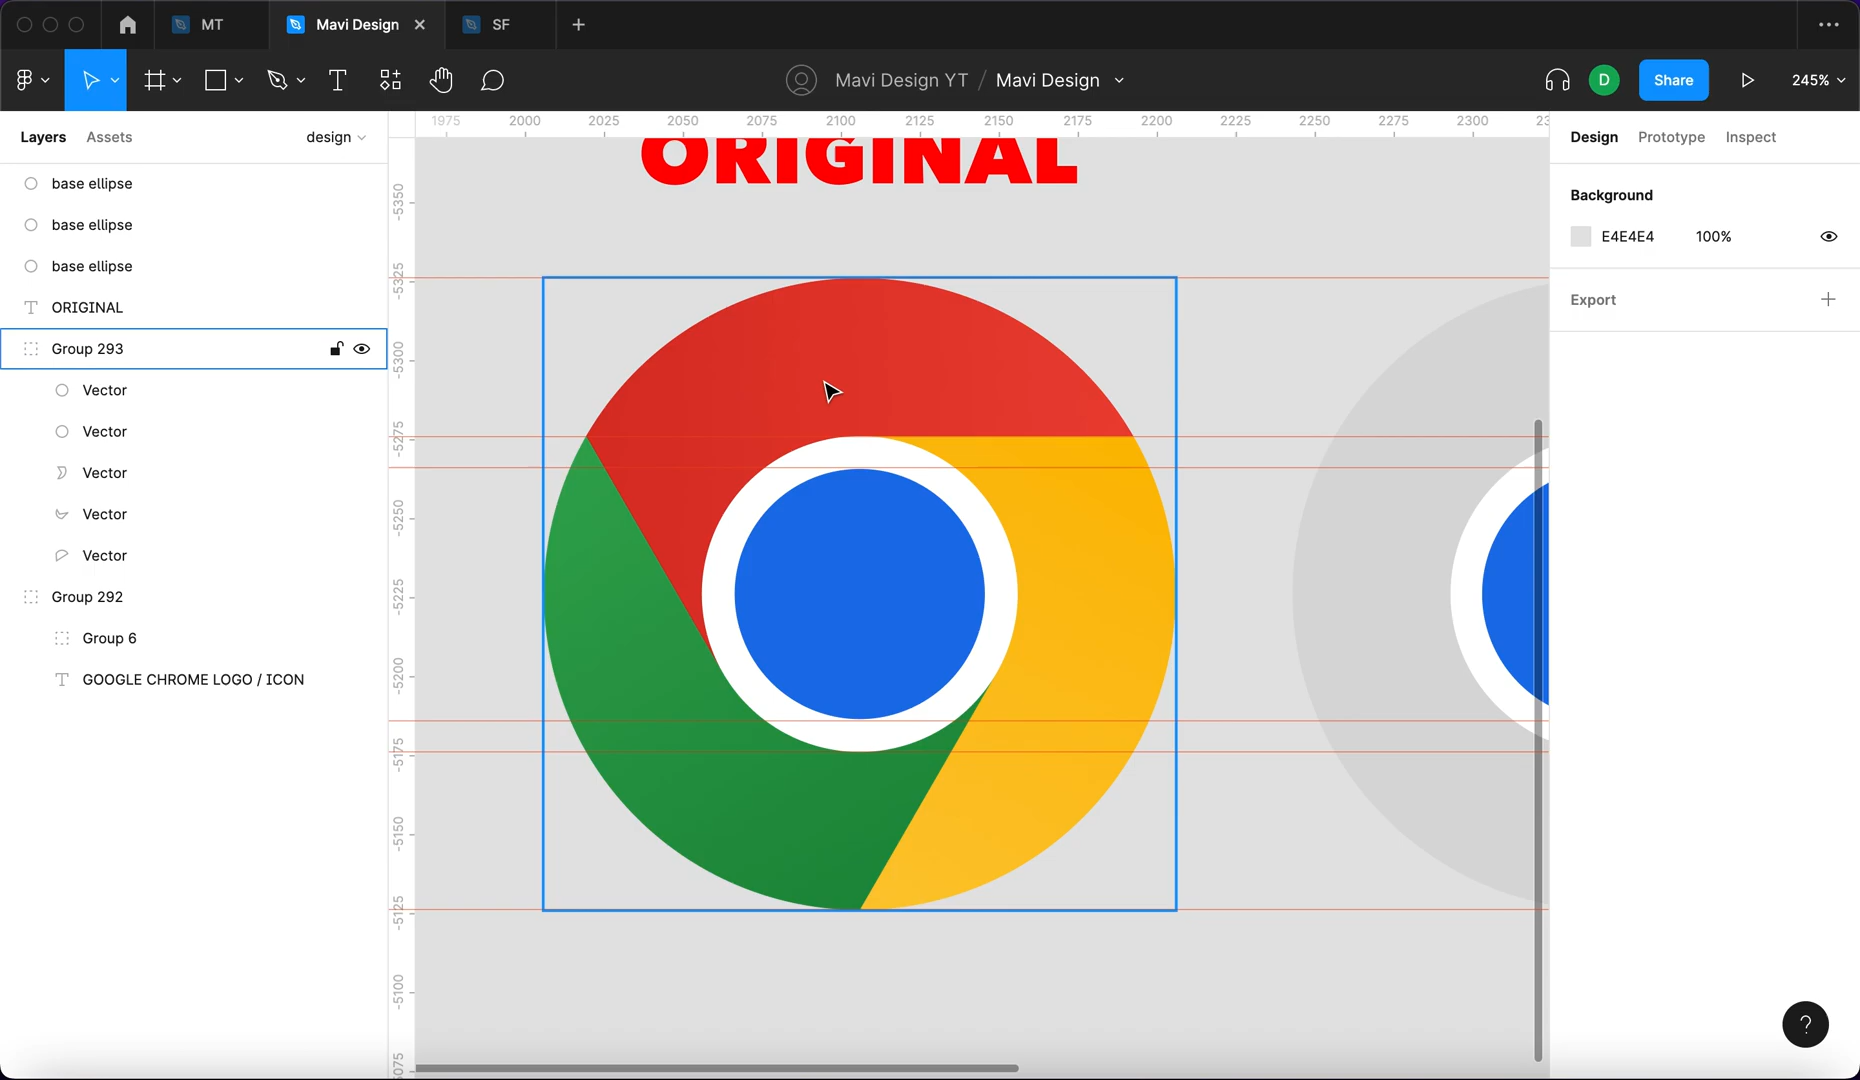 MT
Mavi Design
SF
Mavi Design YT / Mavi Design
D
Share
245%
Layers
Assets
design
base ellipse
base ellipse
base ellipse
ORIGINAL
Group 293
Vector
Vector
Vector
Vector
Vector
Group 292
Group 6
GOOGLE CHROME LOGO / ICON
1975 2000 2025 2050 2075 2100 2125 2150 2175 2200 2225 2250 2275 2300
-5350
-5325
-5300
-5275
-5250
-5225
-5200
-5175
-5150
-5125
-5100
ORIGINAL
Design
Prototype
Inspect
Background
E4E4E4
100%
Export
?